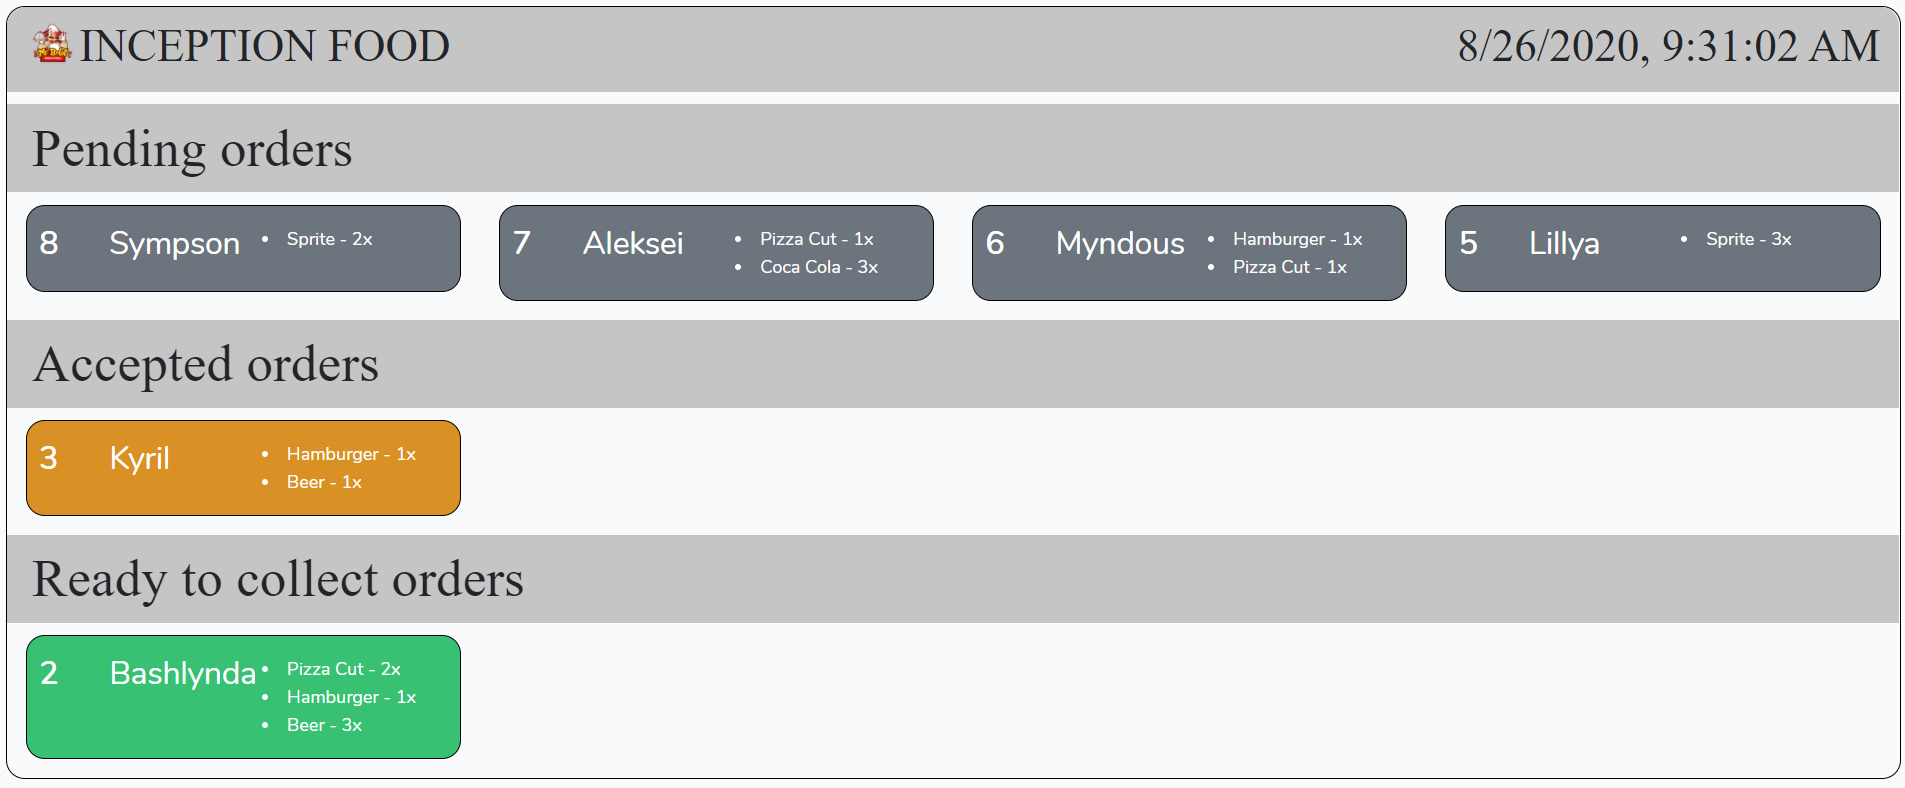 INCEPTION FOOD
8/26/2020, 9:31:02 AM
Pending orders
8 Sympson
Sprite - 2x
7 Aleksei
Pizza Cut - 1x
Coca Cola - 3x
6 Myndous
Hamburger - 1x
Pizza Cut - 1x
5 Lillya
Sprite - 3x
Accepted orders
3 Kyril
Hamburger - 1x
Beer - 1x
Ready to collect orders
2 Bashlynda
Pizza Cut - 2x
Hamburger - 1x
Beer - 3x